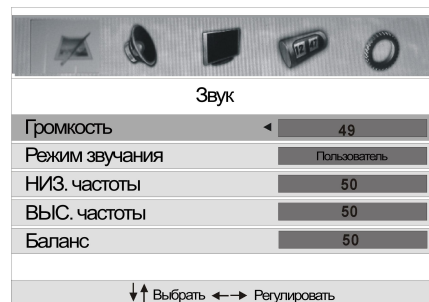 Звук
Громкость 49
Режим звучания Пользователь
НИЗ. частоты 50
ВЫС. частоты 50
Баланс 50
Выбрать Регулировать